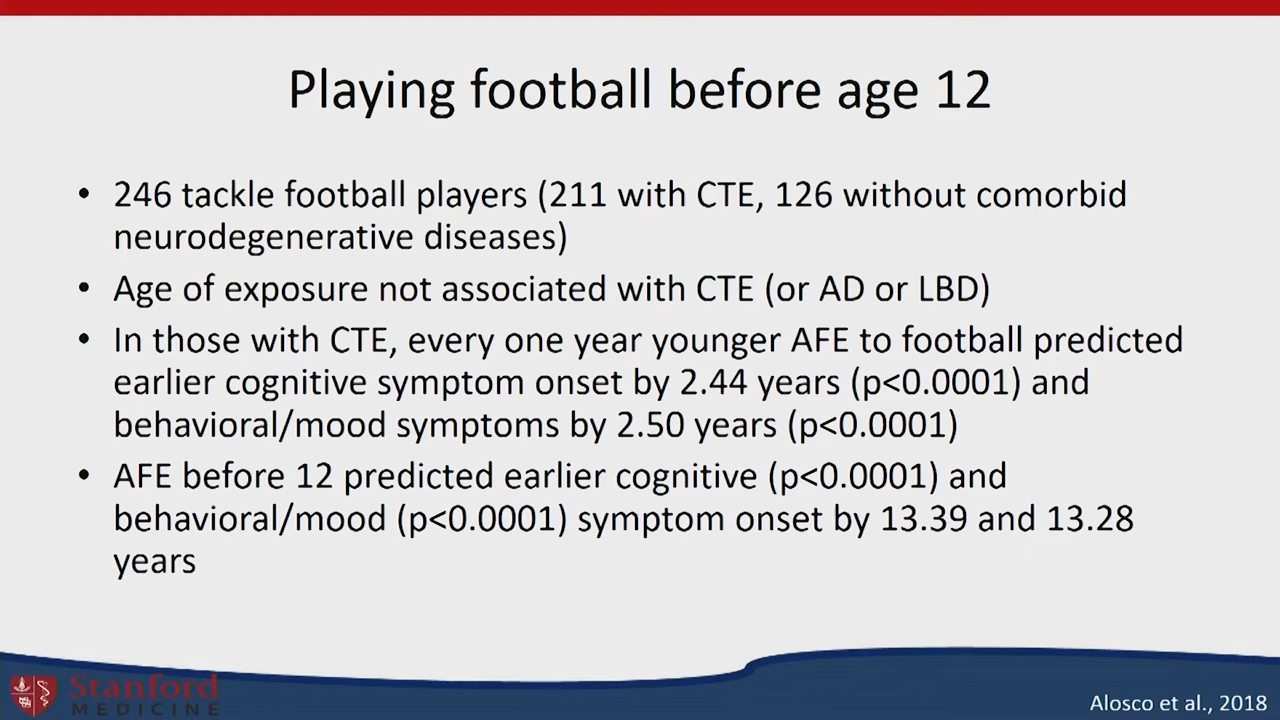 Playing football before age 12
• 246 tackle football players (211 with CTE, 126 without comorbid
neurodegenerative diseases)
• Age of exposure not associated with CTE (or AD or LBD)
• In those with CTE, every one year younger AFE to football predicted
earlier cognitive symptom onset by 2.44 years (p<0.0001) and
behavioral/mood symptoms by 2.50 years (p<0.0001)
• AFE before 12 predicted earlier cognitive (p<0.0001) and
behavioral/mood (p<0.0001) symptom onset by 13.39 and 13.28
years
Stanford
MEDICINE
Alosco et al., 2018